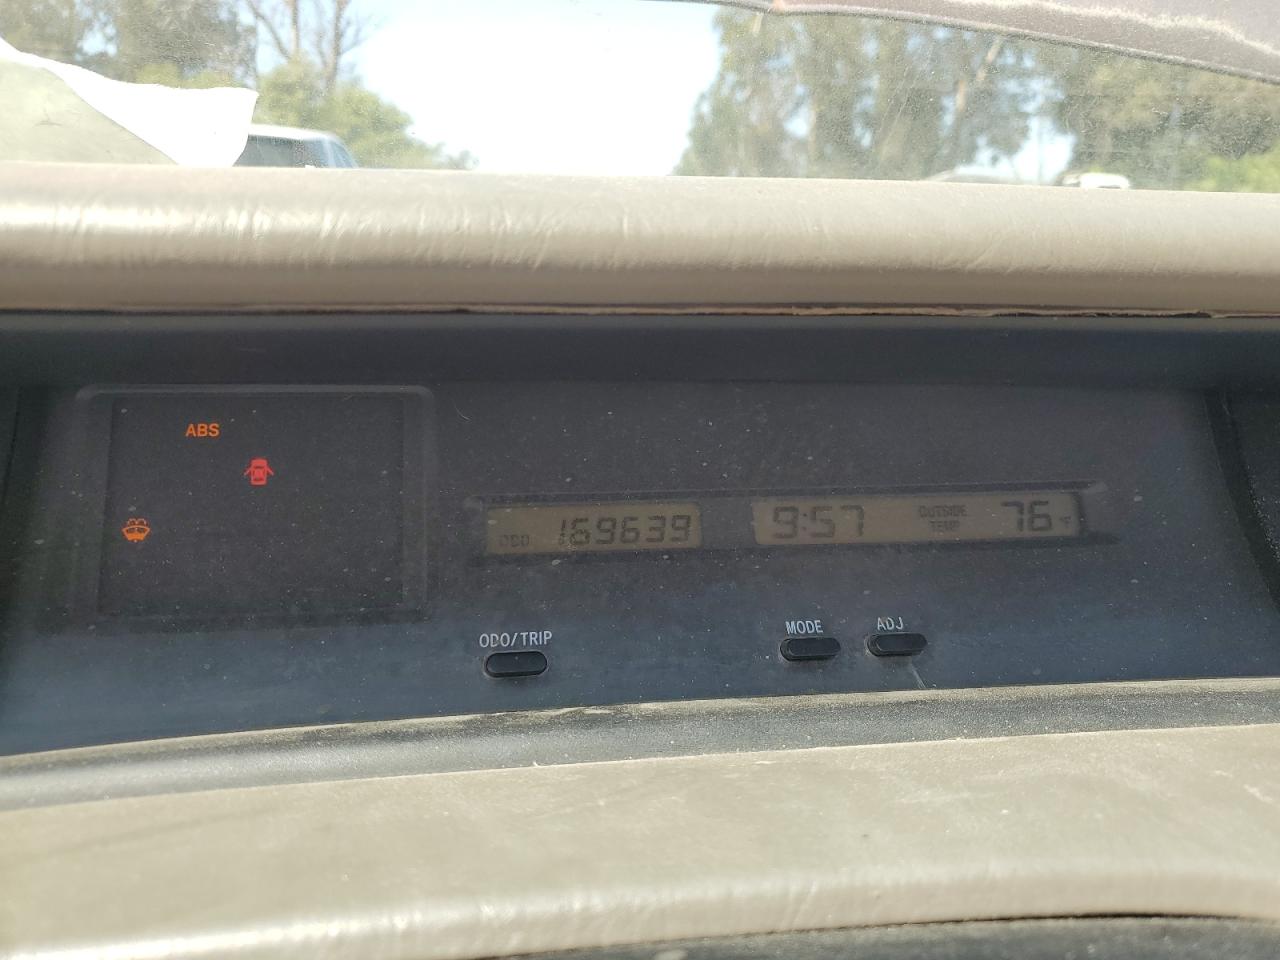 ABS
ODO 169639
9:57 OUTSIDE TEMP 76°F
ODO/TRIP
MODE ADJ